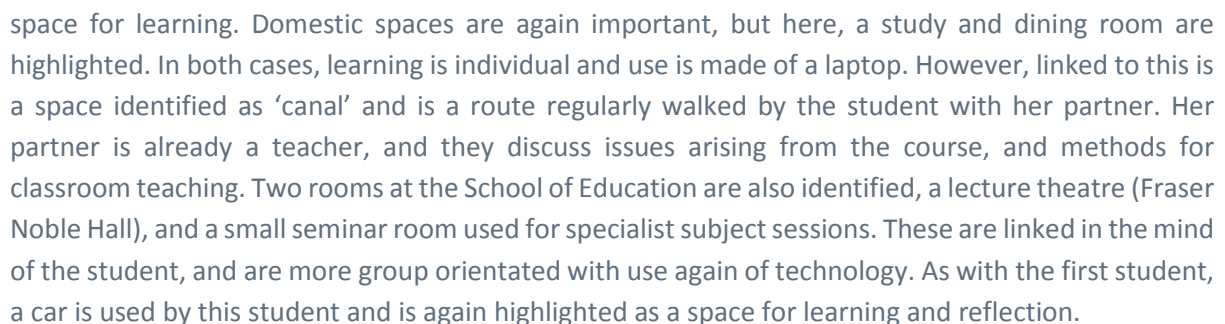 space for learning. Domestic spaces are again important, but here, a study and dining room are
highlighted. In both cases, learning is individual and use is made of a laptop. However, linked to this is
a space identified as ‘canal’ and is a route regularly walked by the student with her partner. Her
partner is already a teacher, and they discuss issues arising from the course, and methods for
classroom teaching. Two rooms at the School of Education are also identified, a lecture theatre (Fraser
Noble Hall), and a small seminar room used for specialist subject sessions. These are linked in the mind
of the student, and are more group orientated with use again of technology. As with the first student,
a car is used by this student and is again highlighted as a space for learning and reflection.